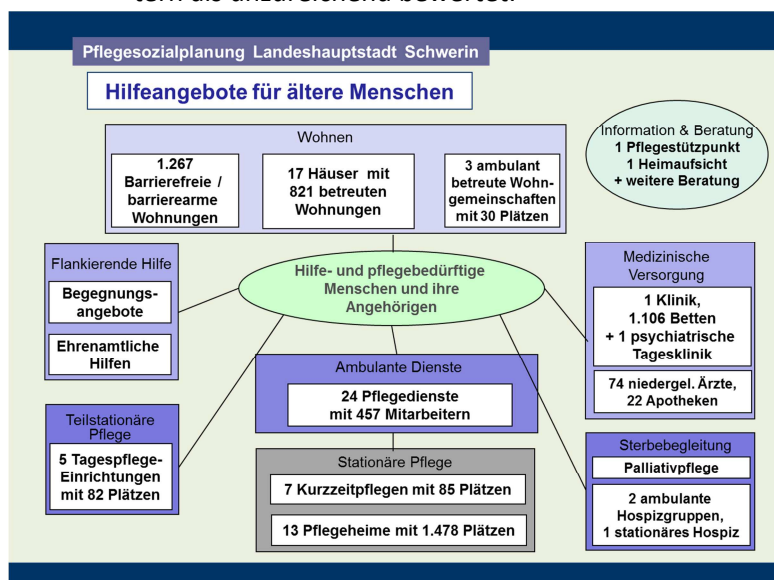 tern als unzureichend bewertet.
Pflegesozialplanung Landeshauptstadt Schwerin
Hilfeangebote für ältere Menschen
Wohnen
1.267
Barrierefreie /
barrierearme
Wohnungen
17 Häuser mit
821 betreuten
Wohnungen
3 ambulant
betreute Wohn-
gemeinschaften
mit 30 Plätzen
Information & Beratung
1 Pflegestützpunkt
1 Heimaufsicht
+ weitere Beratung
Flankierende Hilfe
Begegnungs-
angebote
Ehrenamtliche
Hilfen
Hilfe- und pflegebedürftige
Menschen und ihre
Angehörigen
Medizinische
Versorgung
1 Klinik,
1.106 Betten
+ 1 psychiatrische
Tagesklinik
74 niedergel. Ärzte,
22 Apotheken
Ambulante Dienste
24 Pflegedienste
mit 457 Mitarbeitern
Teilstationäre
Pflege
5 Tagespflege-
Einrichtungen
mit 82 Plätzen
Stationäre Pflege
7 Kurzzeitpflegen mit 85 Plätzen
13 Pflegeheime mit 1.478 Plätzen
Sterbebegleitung
Palliativpflege
2 ambulante
Hospizgruppen,
1 stationäres Hospiz